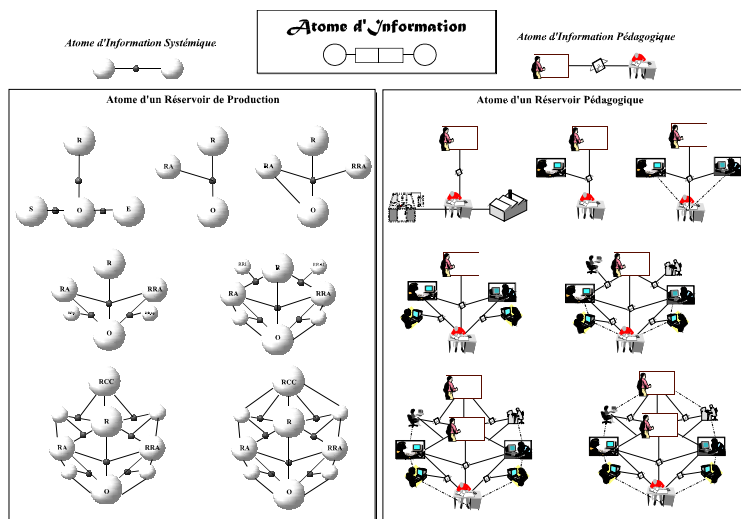 Atome d'Information
Atome d'Information Systémique
Atome d'Information Pédagogique
Atome d'un Réservoir de Production
R
S
O
E
R
RA
O
R
RA
RRA
O
R
RA
RRA
O
R
RA
RRA
O
RCC
R
RA
RRA
O
RCC
R
RA
RRA
O
Atome d'un Réservoir Pédagogique